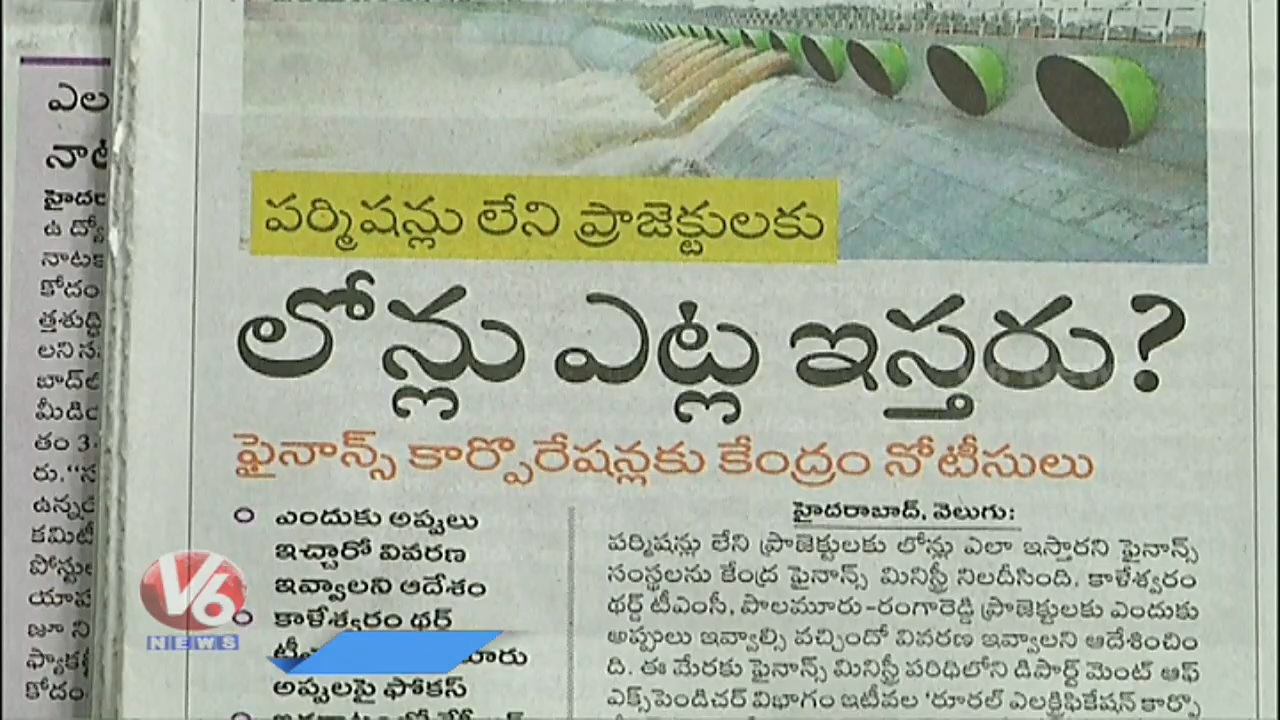 పర్మిషన్లు లేని ప్రాజెక్టులకు
లోన్లు ఎట్ల ఇస్తరు?
ఫైనాన్స్ కార్పొరేషన్లకు కేంద్రం నోటీసులు
ఎందుకు అప్పులు
ఇచ్చారో వివరణ
ఇవ్వాలని ఆదేశం
కాళేశ్వరం థర్డ్
అప్పులపై ఫోకస్
హైదరాబాద్, వెలుగు:
పర్మిషన్లు లేని ప్రాజెక్టులకు లోన్లు ఎలా ఇస్తారని ఫైనాన్స్
సంస్థలను కేంద్ర ఫైనాన్స్ మినిస్ట్రీ నిలదీసింది. కాళేశ్వరం
థర్డ్ టీఎంసీ, పాలమూరు-రంగారెడ్డి ప్రాజెక్టులకు ఎందుకు
అప్పులు ఇవ్వాల్సి వచ్చిందో వివరణ ఇవ్వాలని ఆదేశించిం
ది. ఈ మేరకు ఫైనాన్స్ మినిస్ట్రీ పరిధిలోని డిపార్ట్ మెంట్ ఆఫ్
ఎక్స్‌పెండిచర్ విభాగం ఇటీవల 'రూరల్ ఎలక్ట్రిఫికేషన్ కార్పొ
V6
NEWS